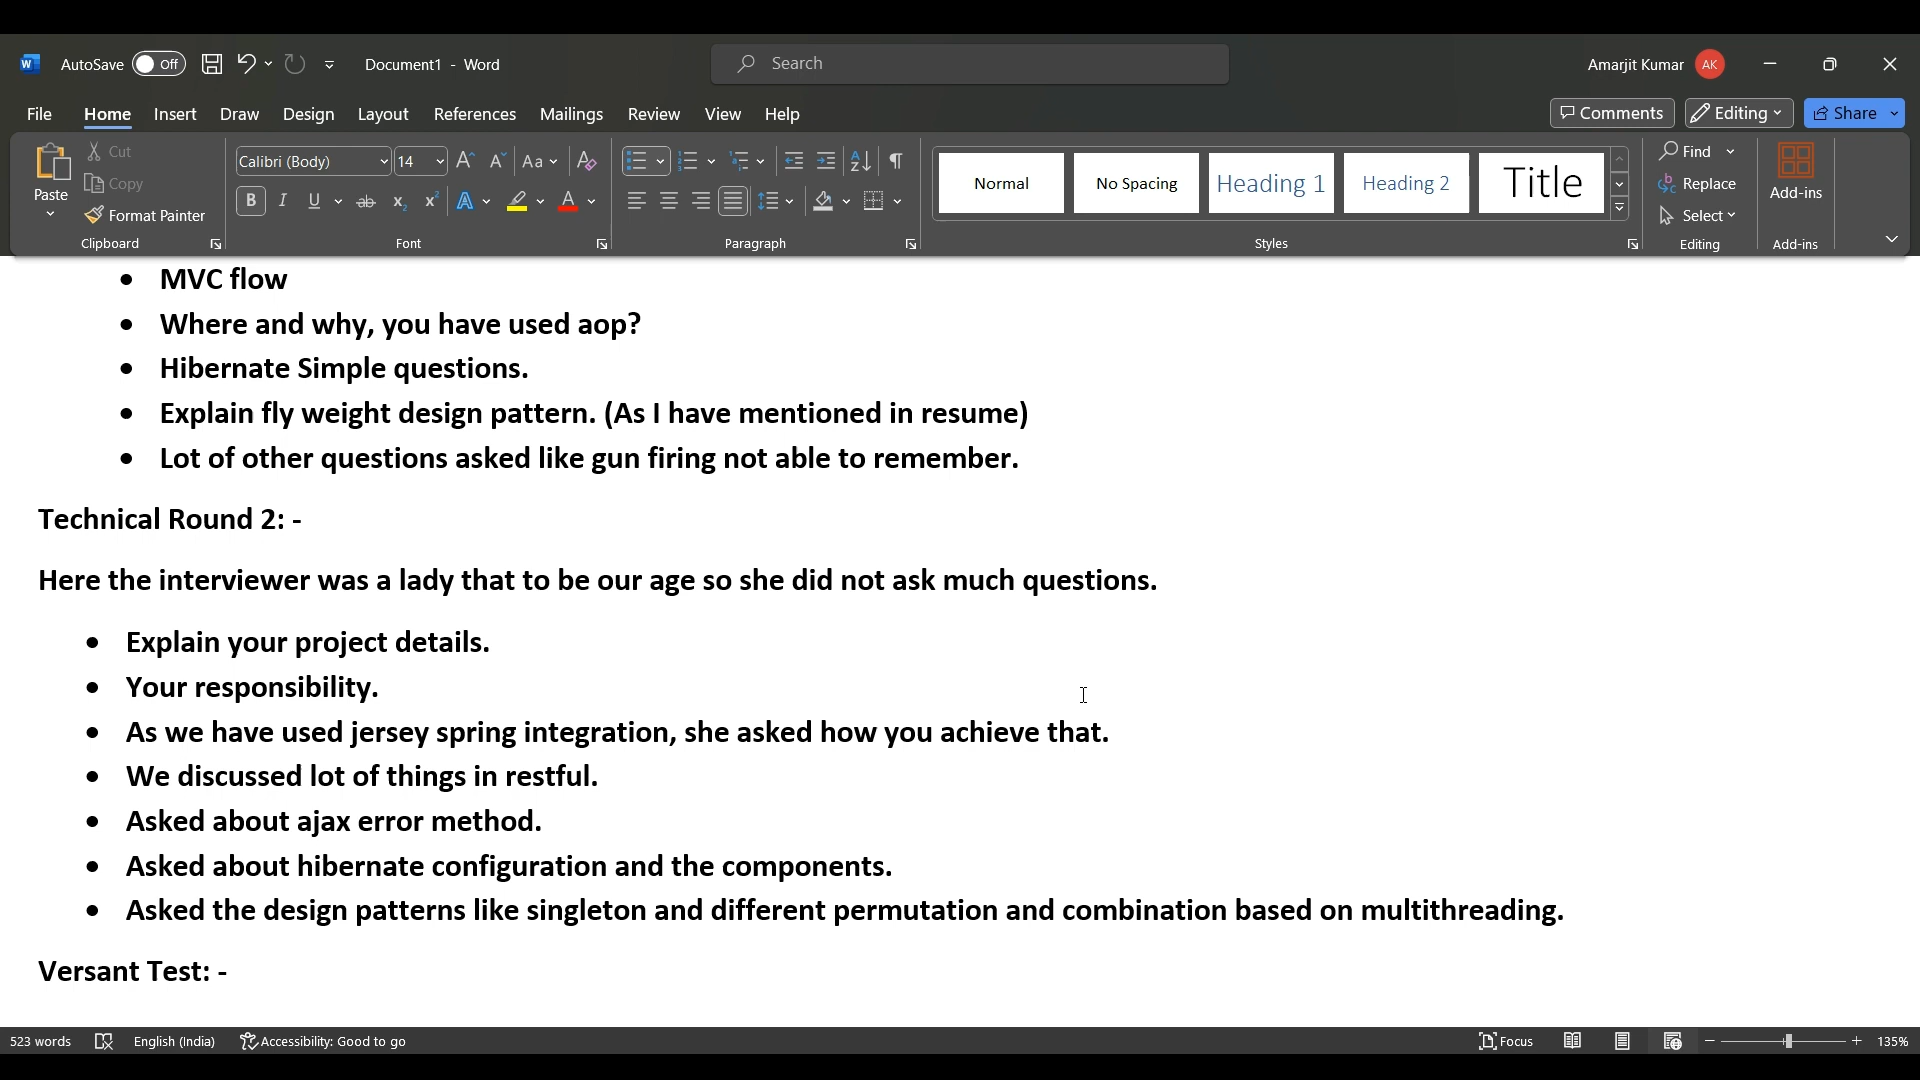 AutoSave Off Document1 - Word Search Amarjit Kumar AK
File Home Insert Draw Design Layout References Mailings Review View Help Comments Editing Share
Paste Cut Copy Format Painter Clipboard
Calibri (Body) 14 Aa Font
Paragraph
Normal No Spacing Heading 1 Heading 2 Title Styles
Find Replace Select Editing
Add-ins Add-ins
• MVC flow
• Where and why, you have used aop?
• Hibernate Simple questions.
• Explain fly weight design pattern. (As I have mentioned in resume)
• Lot of other questions asked like gun firing not able to remember.
Technical Round 2: -
Here the interviewer was a lady that to be our age so she did not ask much questions.
• Explain your project details.
• Your responsibility.
• As we have used jersey spring integration, she asked how you achieve that.
• We discussed lot of things in restful.
• Asked about ajax error method.
• Asked about hibernate configuration and the components.
• Asked the design patterns like singleton and different permutation and combination based on multithreading.
Versant Test: -
523 words English (India) Accessibility: Good to go Focus 135%